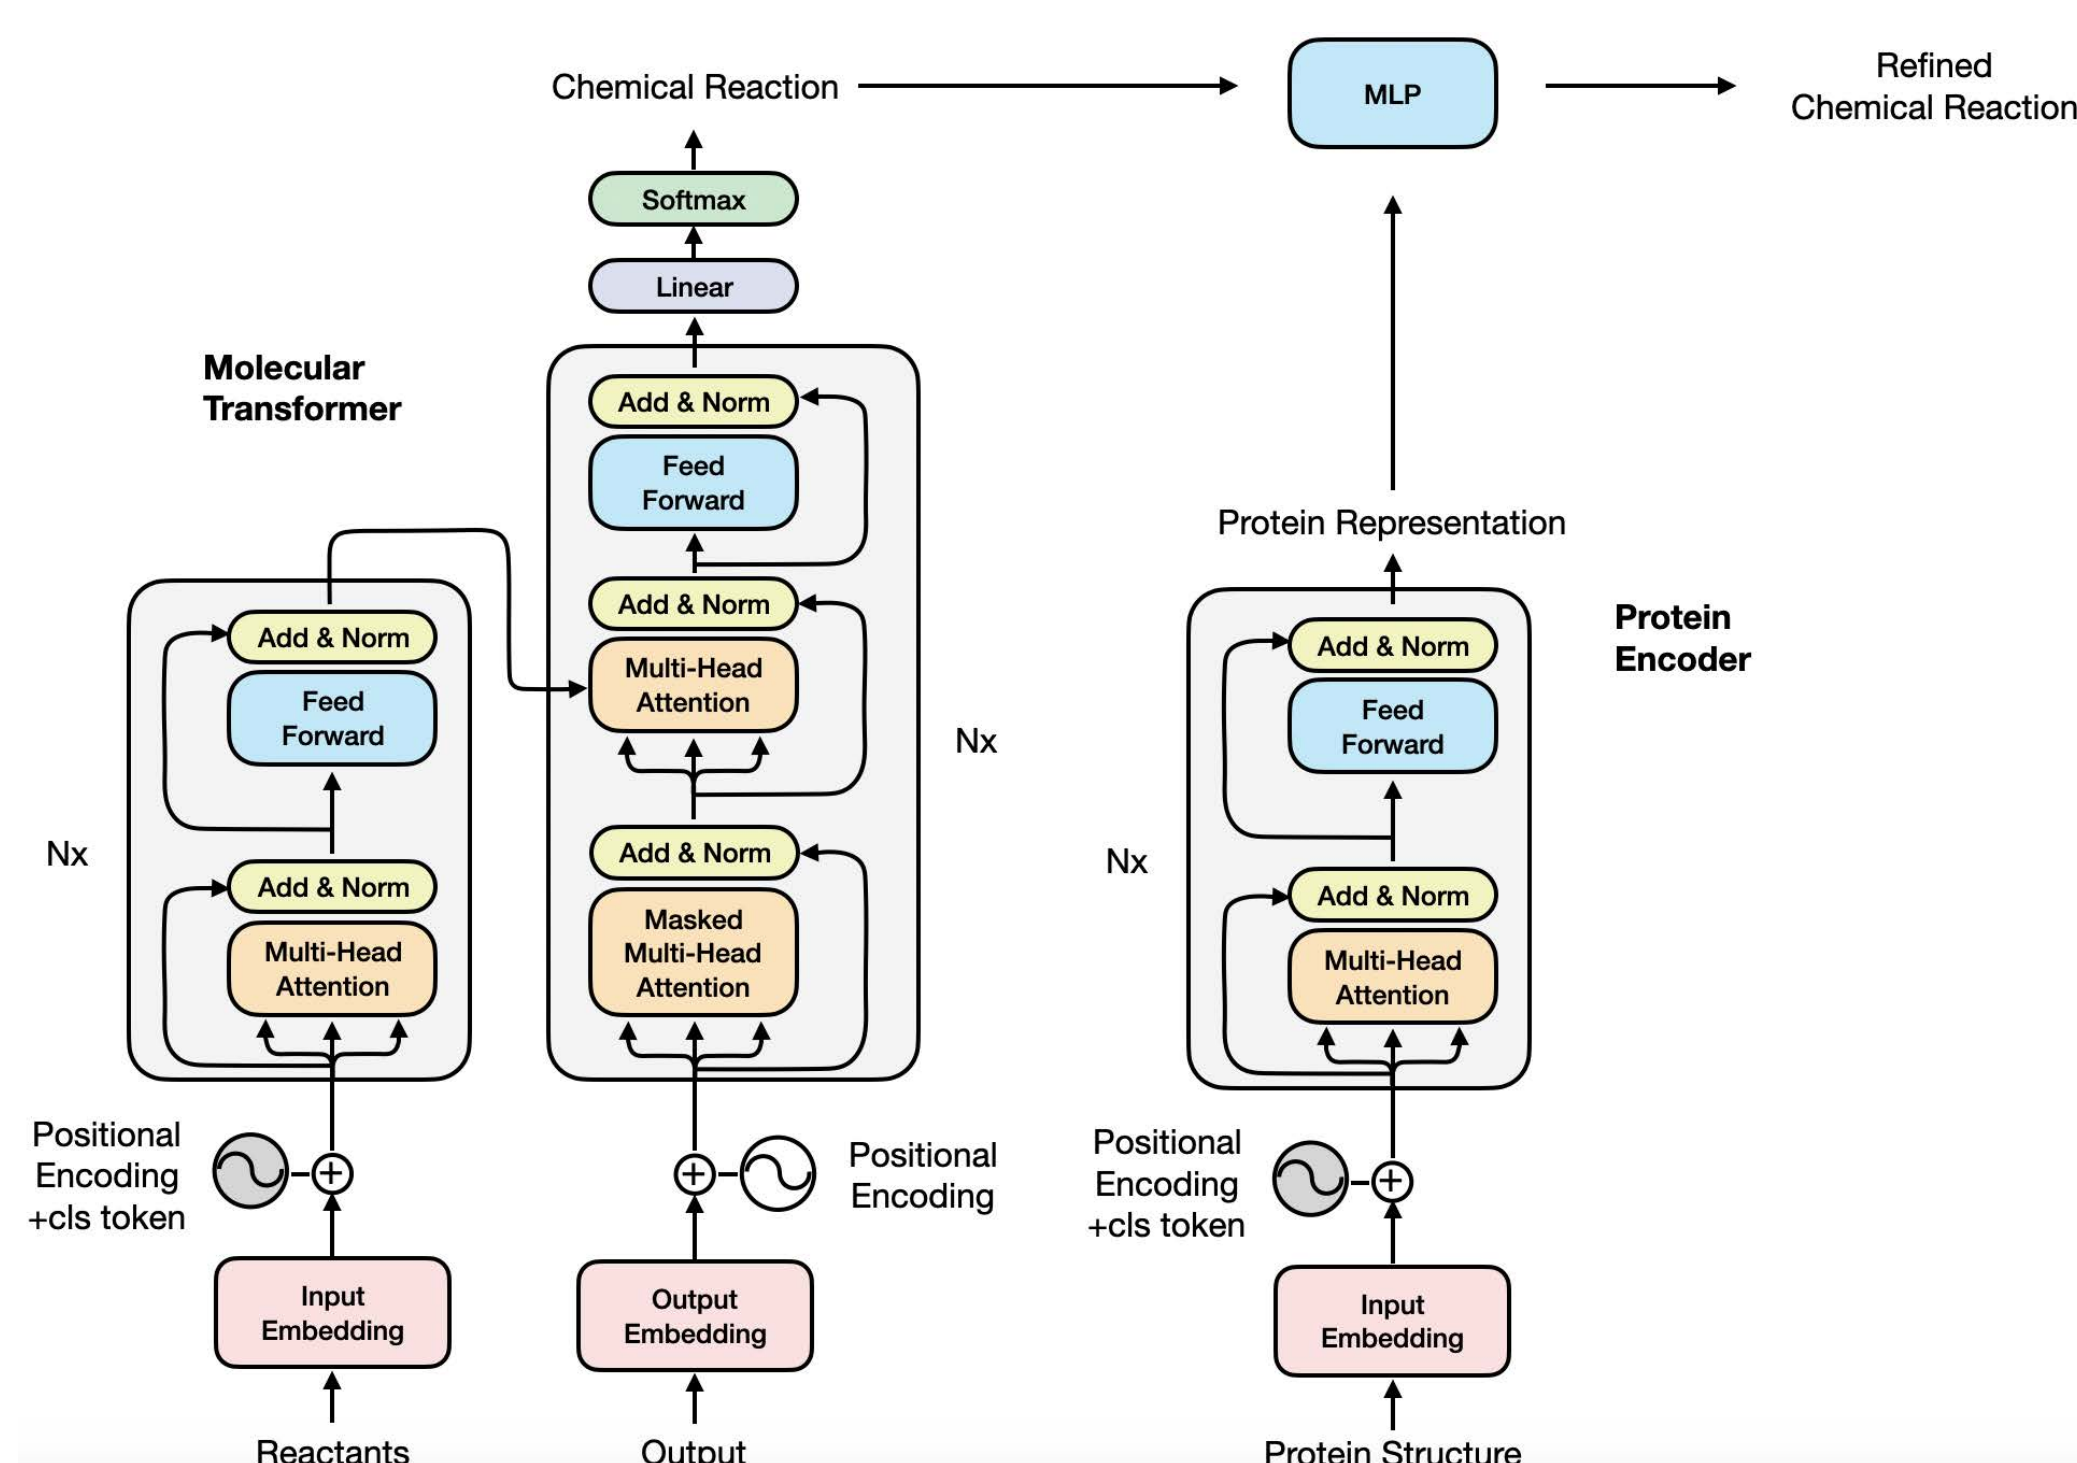 Chemical Reaction
MLP
Refined
Chemical Reaction
Softmax
Linear
Molecular
Transformer
Add & Norm
Feed
Forward
Add & Norm
Multi-Head
Attention
Nx
Add & Norm
Masked
Multi-Head
Attention
Positional
Encoding
Output
Embedding
Output
Add & Norm
Feed
Forward
Nx
Add & Norm
Multi-Head
Attention
Positional
Encoding
+cls token
Input
Embedding
Reactants
Protein Representation
Protein
Encoder
Add & Norm
Feed
Forward
Nx
Add & Norm
Multi-Head
Attention
Positional
Encoding
+cls token
Input
Embedding
Protein Structure